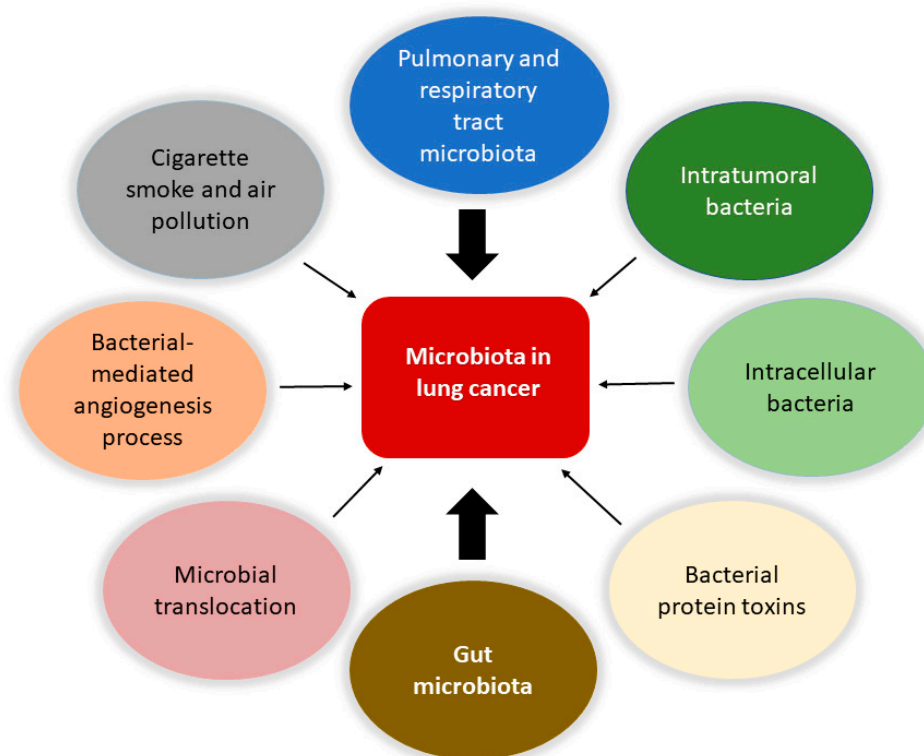 Pulmonary and
respiratory
tract
microbiota
Cigarette
smoke and air
pollution
Intratumoral
bacteria
Bacterial-
mediated
angiogenesis
process
Microbiota in
lung cancer
Intracellular
bacteria
Microbial
translocation
Bacterial
protein toxins
Gut
microbiota